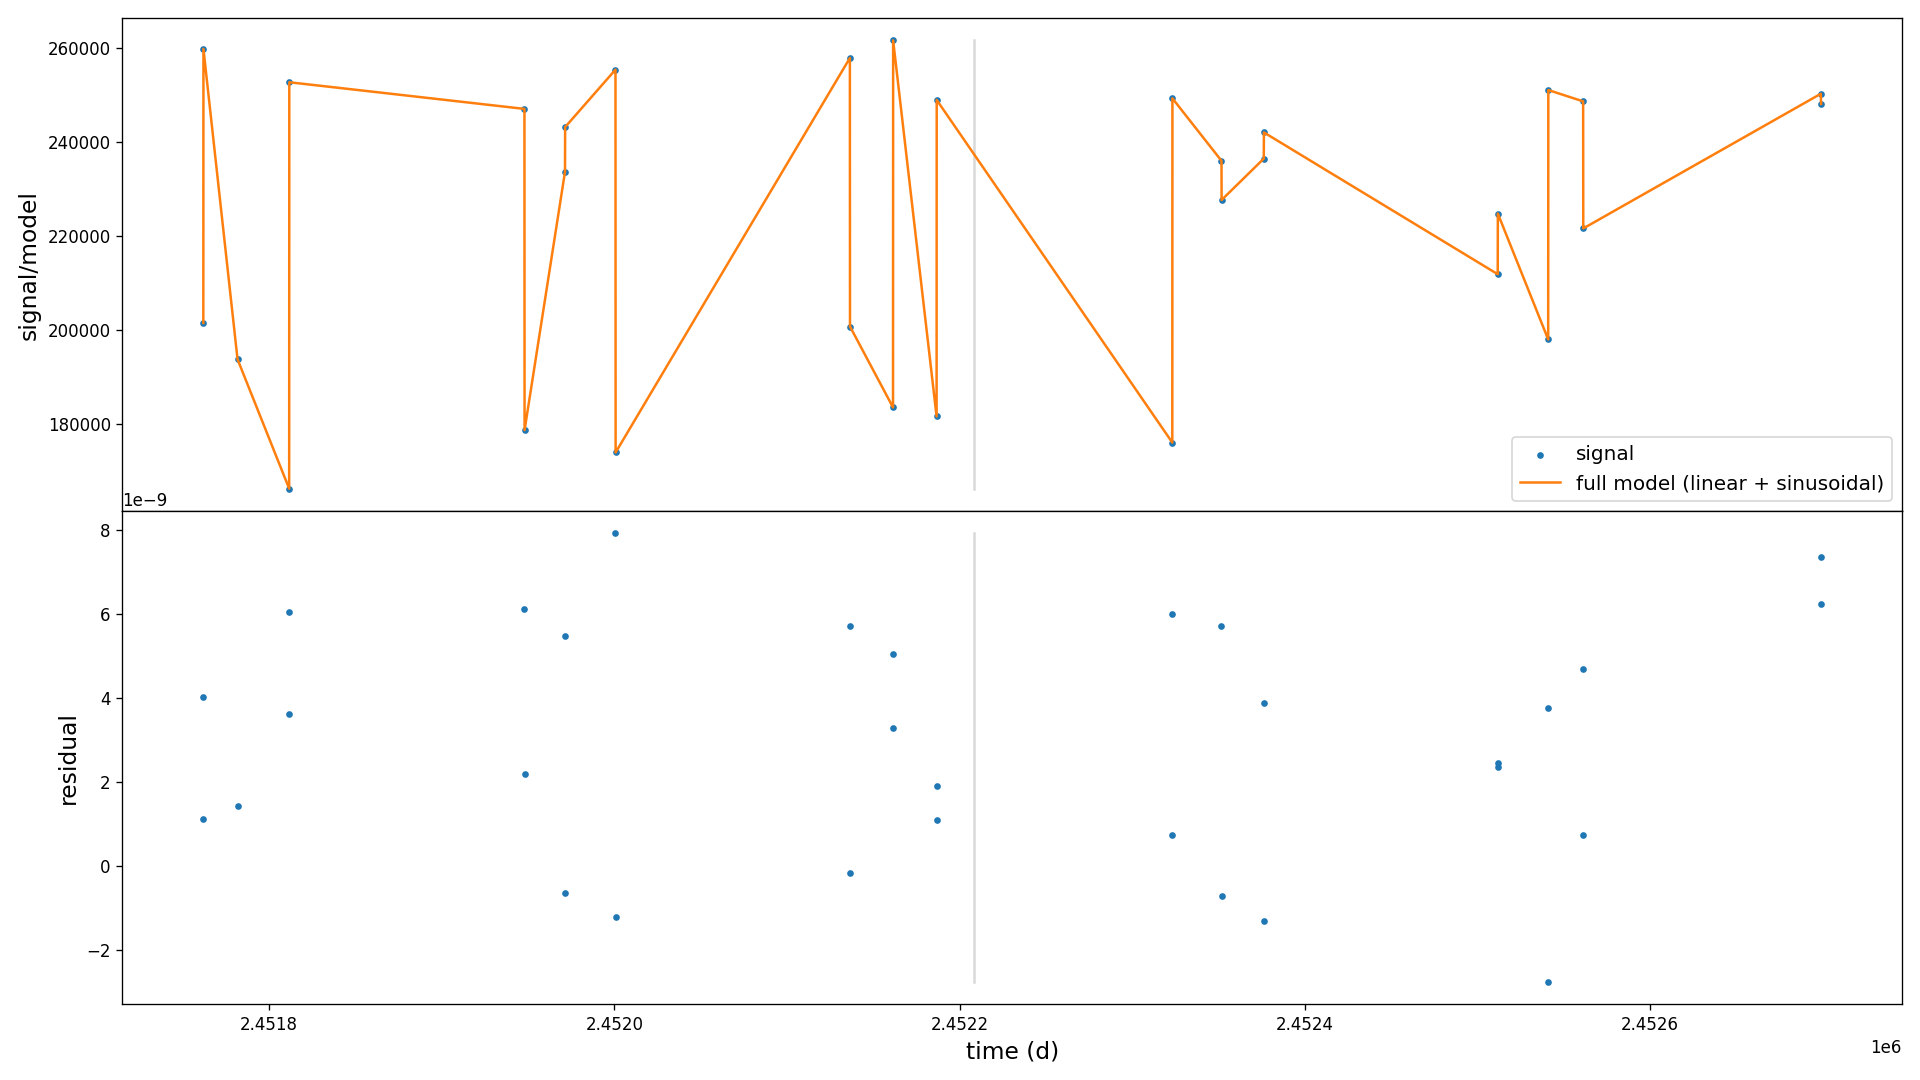 260000
240000
220000
200000
180000
signal/model
signal
full model (linear + sinusoidal)
1e−9
8
6
4
2
0
−2
residual
2.4518
2.4520
2.4522
2.4524
2.4526
time (d)
1e6